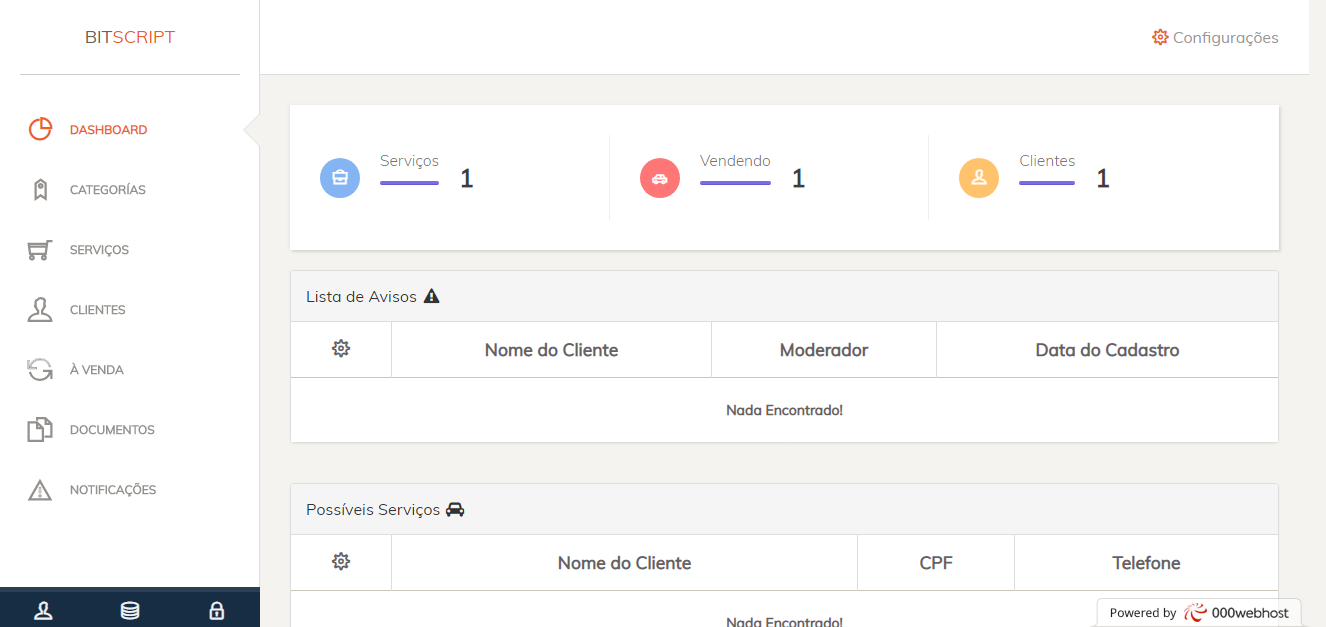 BITSCRIPT
Configurações
DASHBOARD
CATEGORÍAS
SERVIÇOS
CLIENTES
À VENDA
DOCUMENTOS
NOTIFICAÇÕES
Serviços 1
Vendendo 1
Clientes 1
Lista de Avisos
Nome do Cliente Moderador Data do Cadastro
Nada Encontrado!
Possíveis Serviços
Nome do Cliente CPF Telefone
Nada Encontrado!
Powered by 000webhost